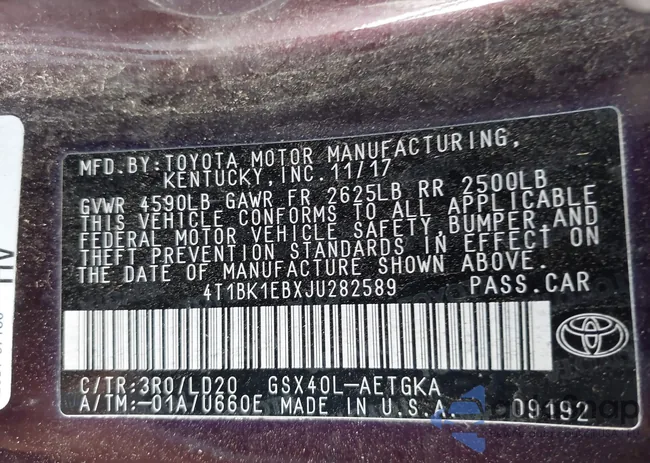 MFD.BY:TOYOTA MOTOR MANUFACTURING,
KENTUCKY, INC.11/17
GVWR 4590LB GAWR FR 2625LB RR 2500LB
THIS VEHICLE CONFORMS TO ALL APPLICABLE
FEDERAL MOTOR VEHICLE SAFETY,BUMPER,AND
THEFT PREVENTION STANDARDS IN EFFECT ON
THE DATE OF MANUFACTURE SHOWN ABOVE.
4T1BK1EBXJU282589 PASS.CAR
C/TR:3R0/LD20 GSX40L-AETGKA
A/TM:-01A/U660E MADE IN U.S.A. 09192